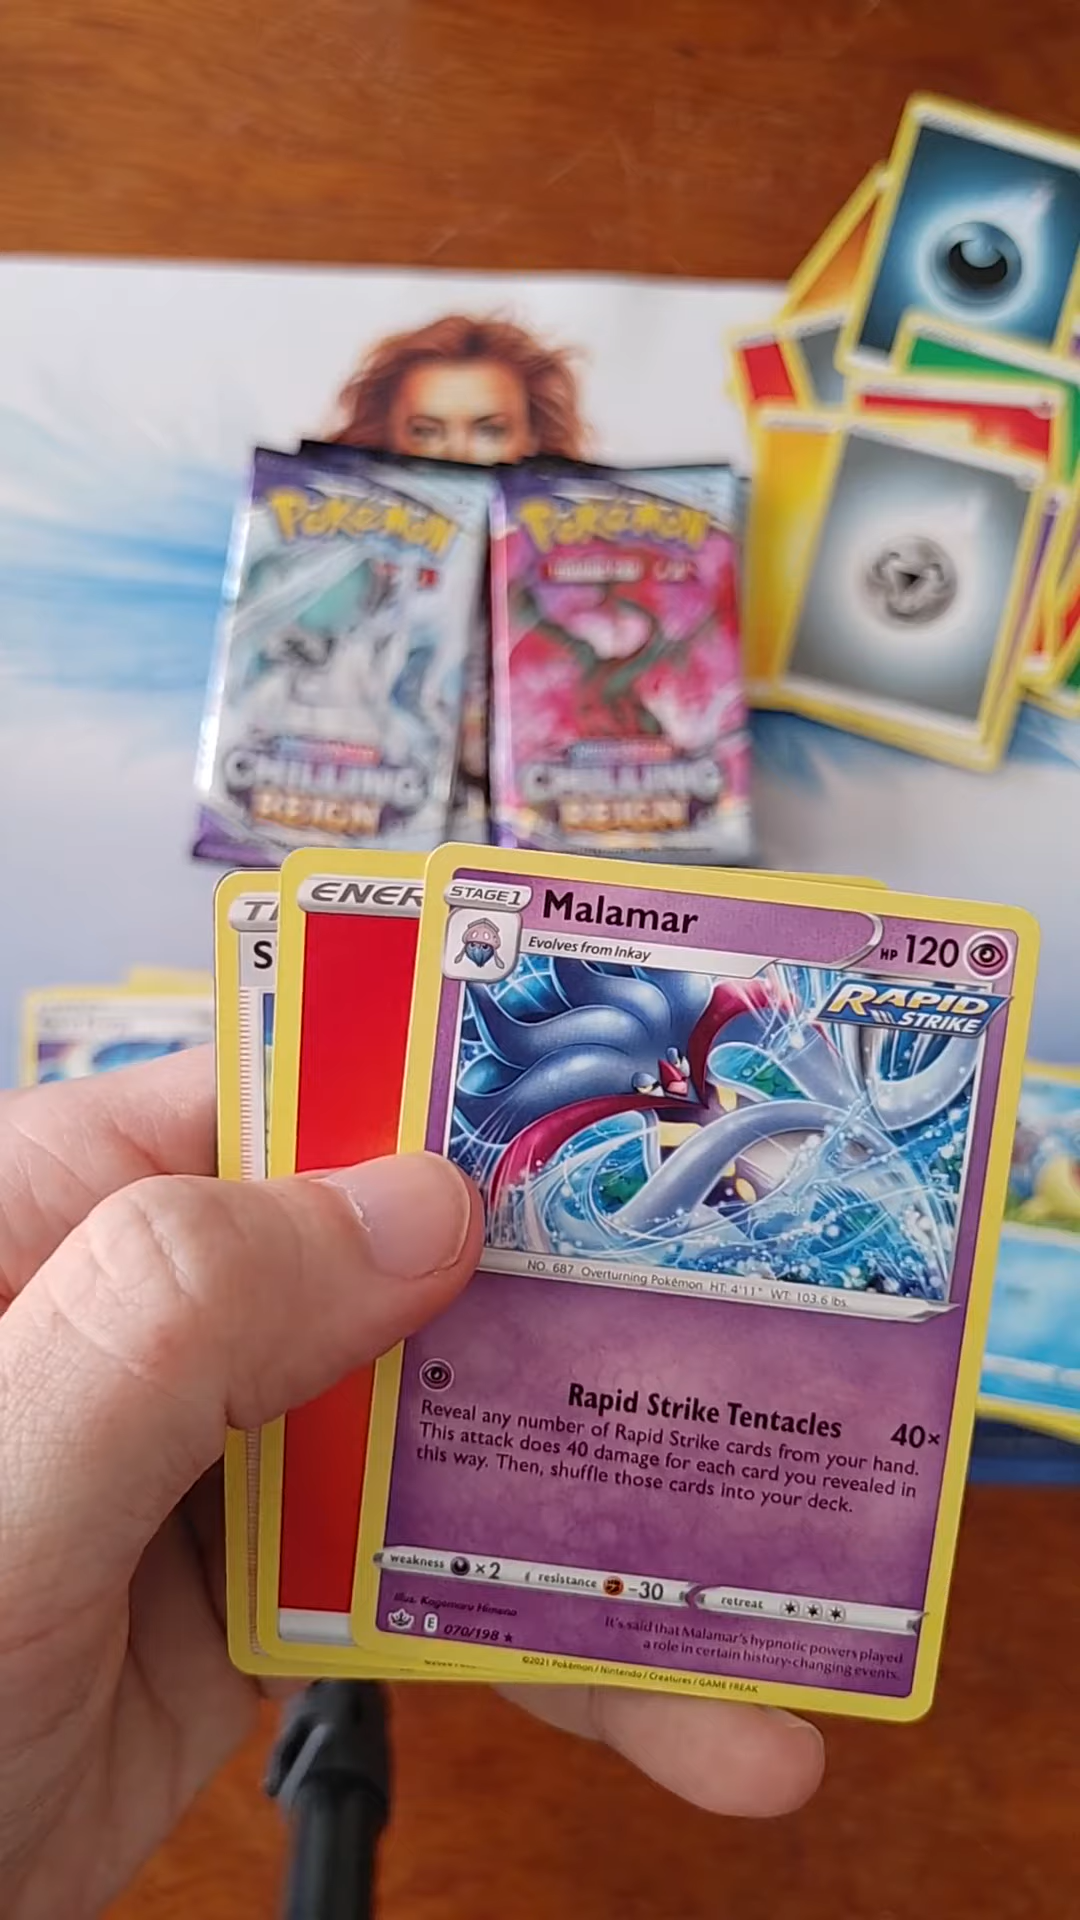 Pokémon
Pokémon
CHILLING
REIGN
CHILLING
REIGN
ENER
STAGE 1
Malamar
HP 120
Evolves from Inkay
RAPID
STRIKE
NO. 687 Overturning Pokémon HT: 4'11" WT: 103.6 lbs.
Rapid Strike Tentacles 40×
Reveal any number of Rapid Strike cards from your hand.
This attack does 40 damage for each card you revealed in
this way. Then, shuffle those cards into your deck.
weakness ×2 resistance -30 retreat
Illus. Kagemaru Himeno
E 070/198 ★
It's said that Malamar's hypnotic powers played
a role in certain history-changing events.
©2021 Pokémon / Nintendo / Creatures / GAME FREAK